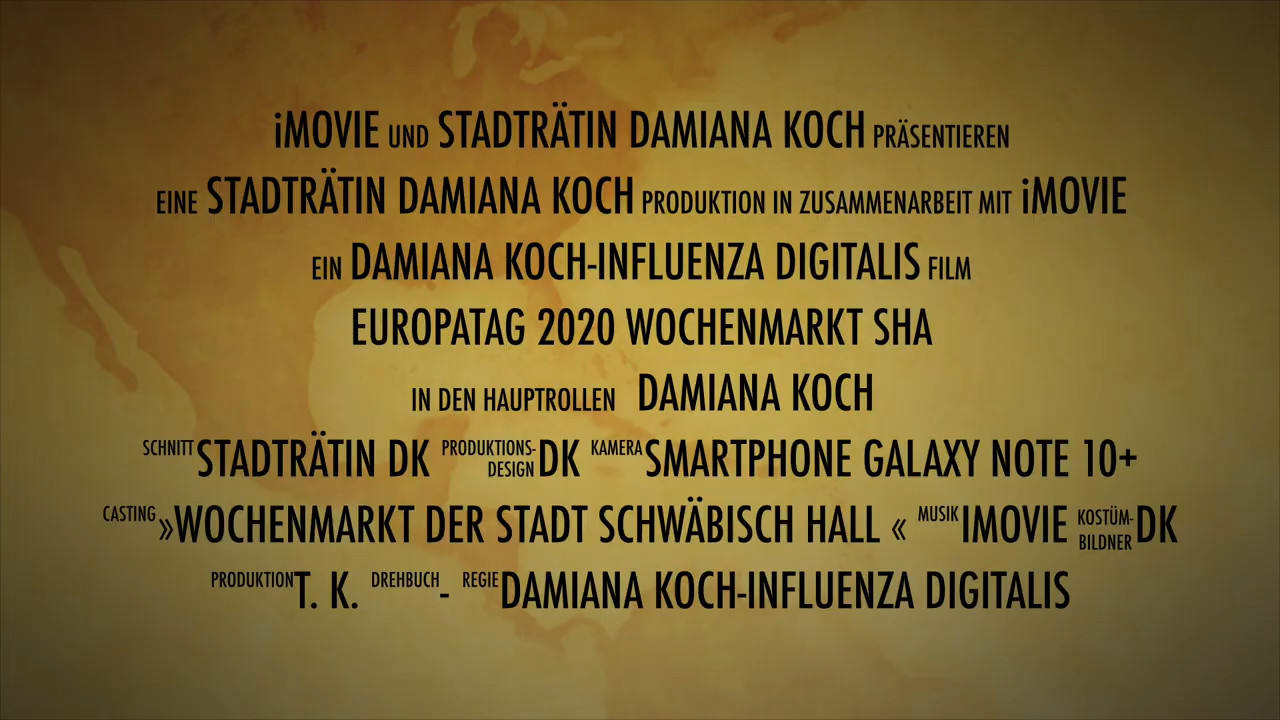 iMOVIE UND STADTRÄTIN DAMIANA KOCH PRÄSENTIEREN
EINE STADTRÄTIN DAMIANA KOCH PRODUKTION IN ZUSAMMENARBEIT MIT iMOVIE
EIN DAMIANA KOCH-INFLUENZA DIGITALIS FILM
EUROPATAG 2020 WOCHENMARKT SHA
IN DEN HAUPTROLLEN DAMIANA KOCH
SCHNITT STADTRÄTIN DK PRODUKTIONS-DESIGN DK KAMERA SMARTPHONE GALAXY NOTE 10+
CASTING »WOCHENMARKT DER STADT SCHWÄBISCH HALL « MUSIK IMOVIE KOSTÜM-BILDNER DK
PRODUKTION T. K. DREHBUCH - REGIE DAMIANA KOCH-INFLUENZA DIGITALIS